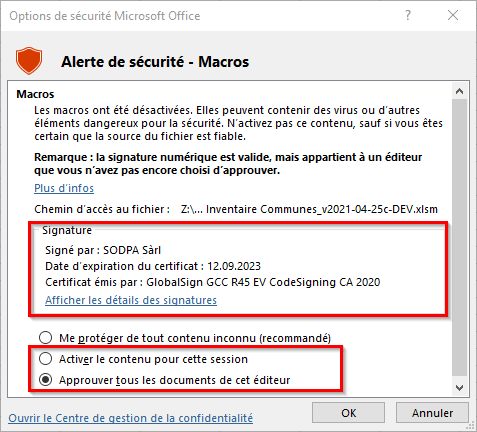 Options de sécurité Microsoft Office
?
Alerte de sécurité - Macros
Macros
Les macros ont été désactivées. Elles peuvent contenir des virus ou d'autres
éléments dangereux pour la sécurité. N'activez pas ce contenu, sauf si vous êtes
certain que la source du fichier est fiable.
Remarque : la signature numérique est valide, mais appartient à un éditeur
que vous n'avez pas encore choisi d'approuver.
Plus d'infos
Chemin d'accès au fichier : Z:\... Inventaire Communes_v2021-04-25c-DEV.xlsm
Signature
Signé par : SODPA Sàrl
Date d'expiration du certificat : 12.09.2023
Certificat émis par : GlobalSign GCC R45 EV CodeSigning CA 2020
Afficher les détails des signatures
Me protéger de tout contenu inconnu (recommandé)
Activer le contenu pour cette session
Approuver tous les documents de cet éditeur
Ouvrir le Centre de gestion de la confidentialité
OK
Annuler